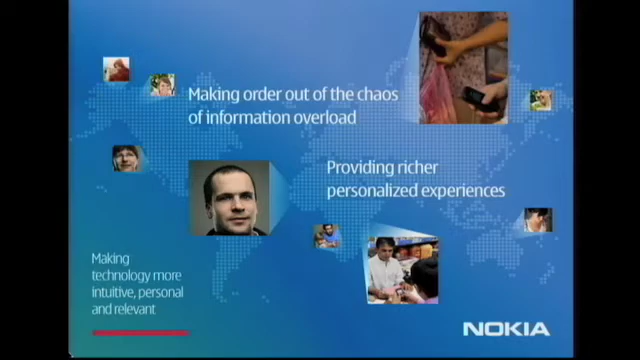 Making order out of the chaos
of information overload
Providing richer
personalized experiences
Making
technology more
intuitive, personal
and relevant
NOKIA